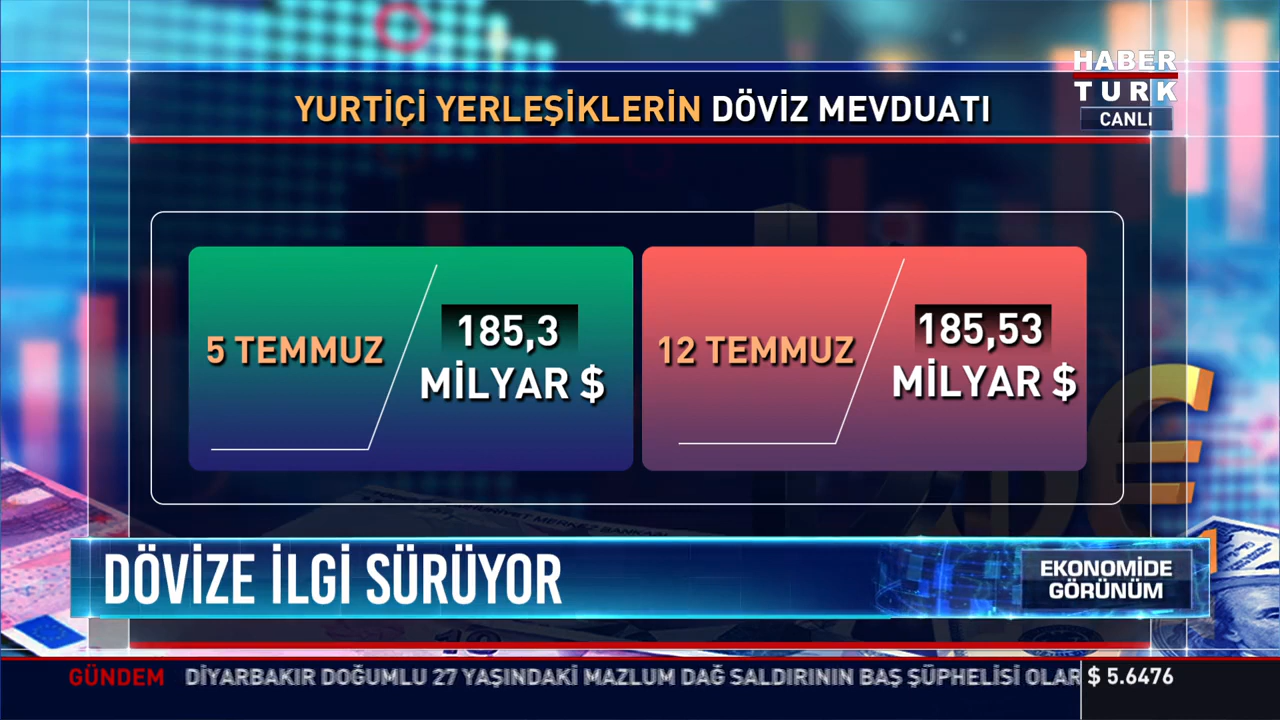 HABER
TURK
CANLI
YURTİÇİ YERLEŞİKLERİN DÖVİZ MEVDUATI
5 TEMMUZ
185,3
MİLYAR $
12 TEMMUZ
185,53
MİLYAR $
DÖVİZE İLGİ SÜRÜYOR
EKONOMİDE
GÖRÜNÜM
GÜNDEM DİYARBAKIR DOĞUMLU 27 YAŞINDAKİ MAZLUM DAĞ SALDIRININ BAŞ ŞÜPHELİSİ OLAR $ 5.6476